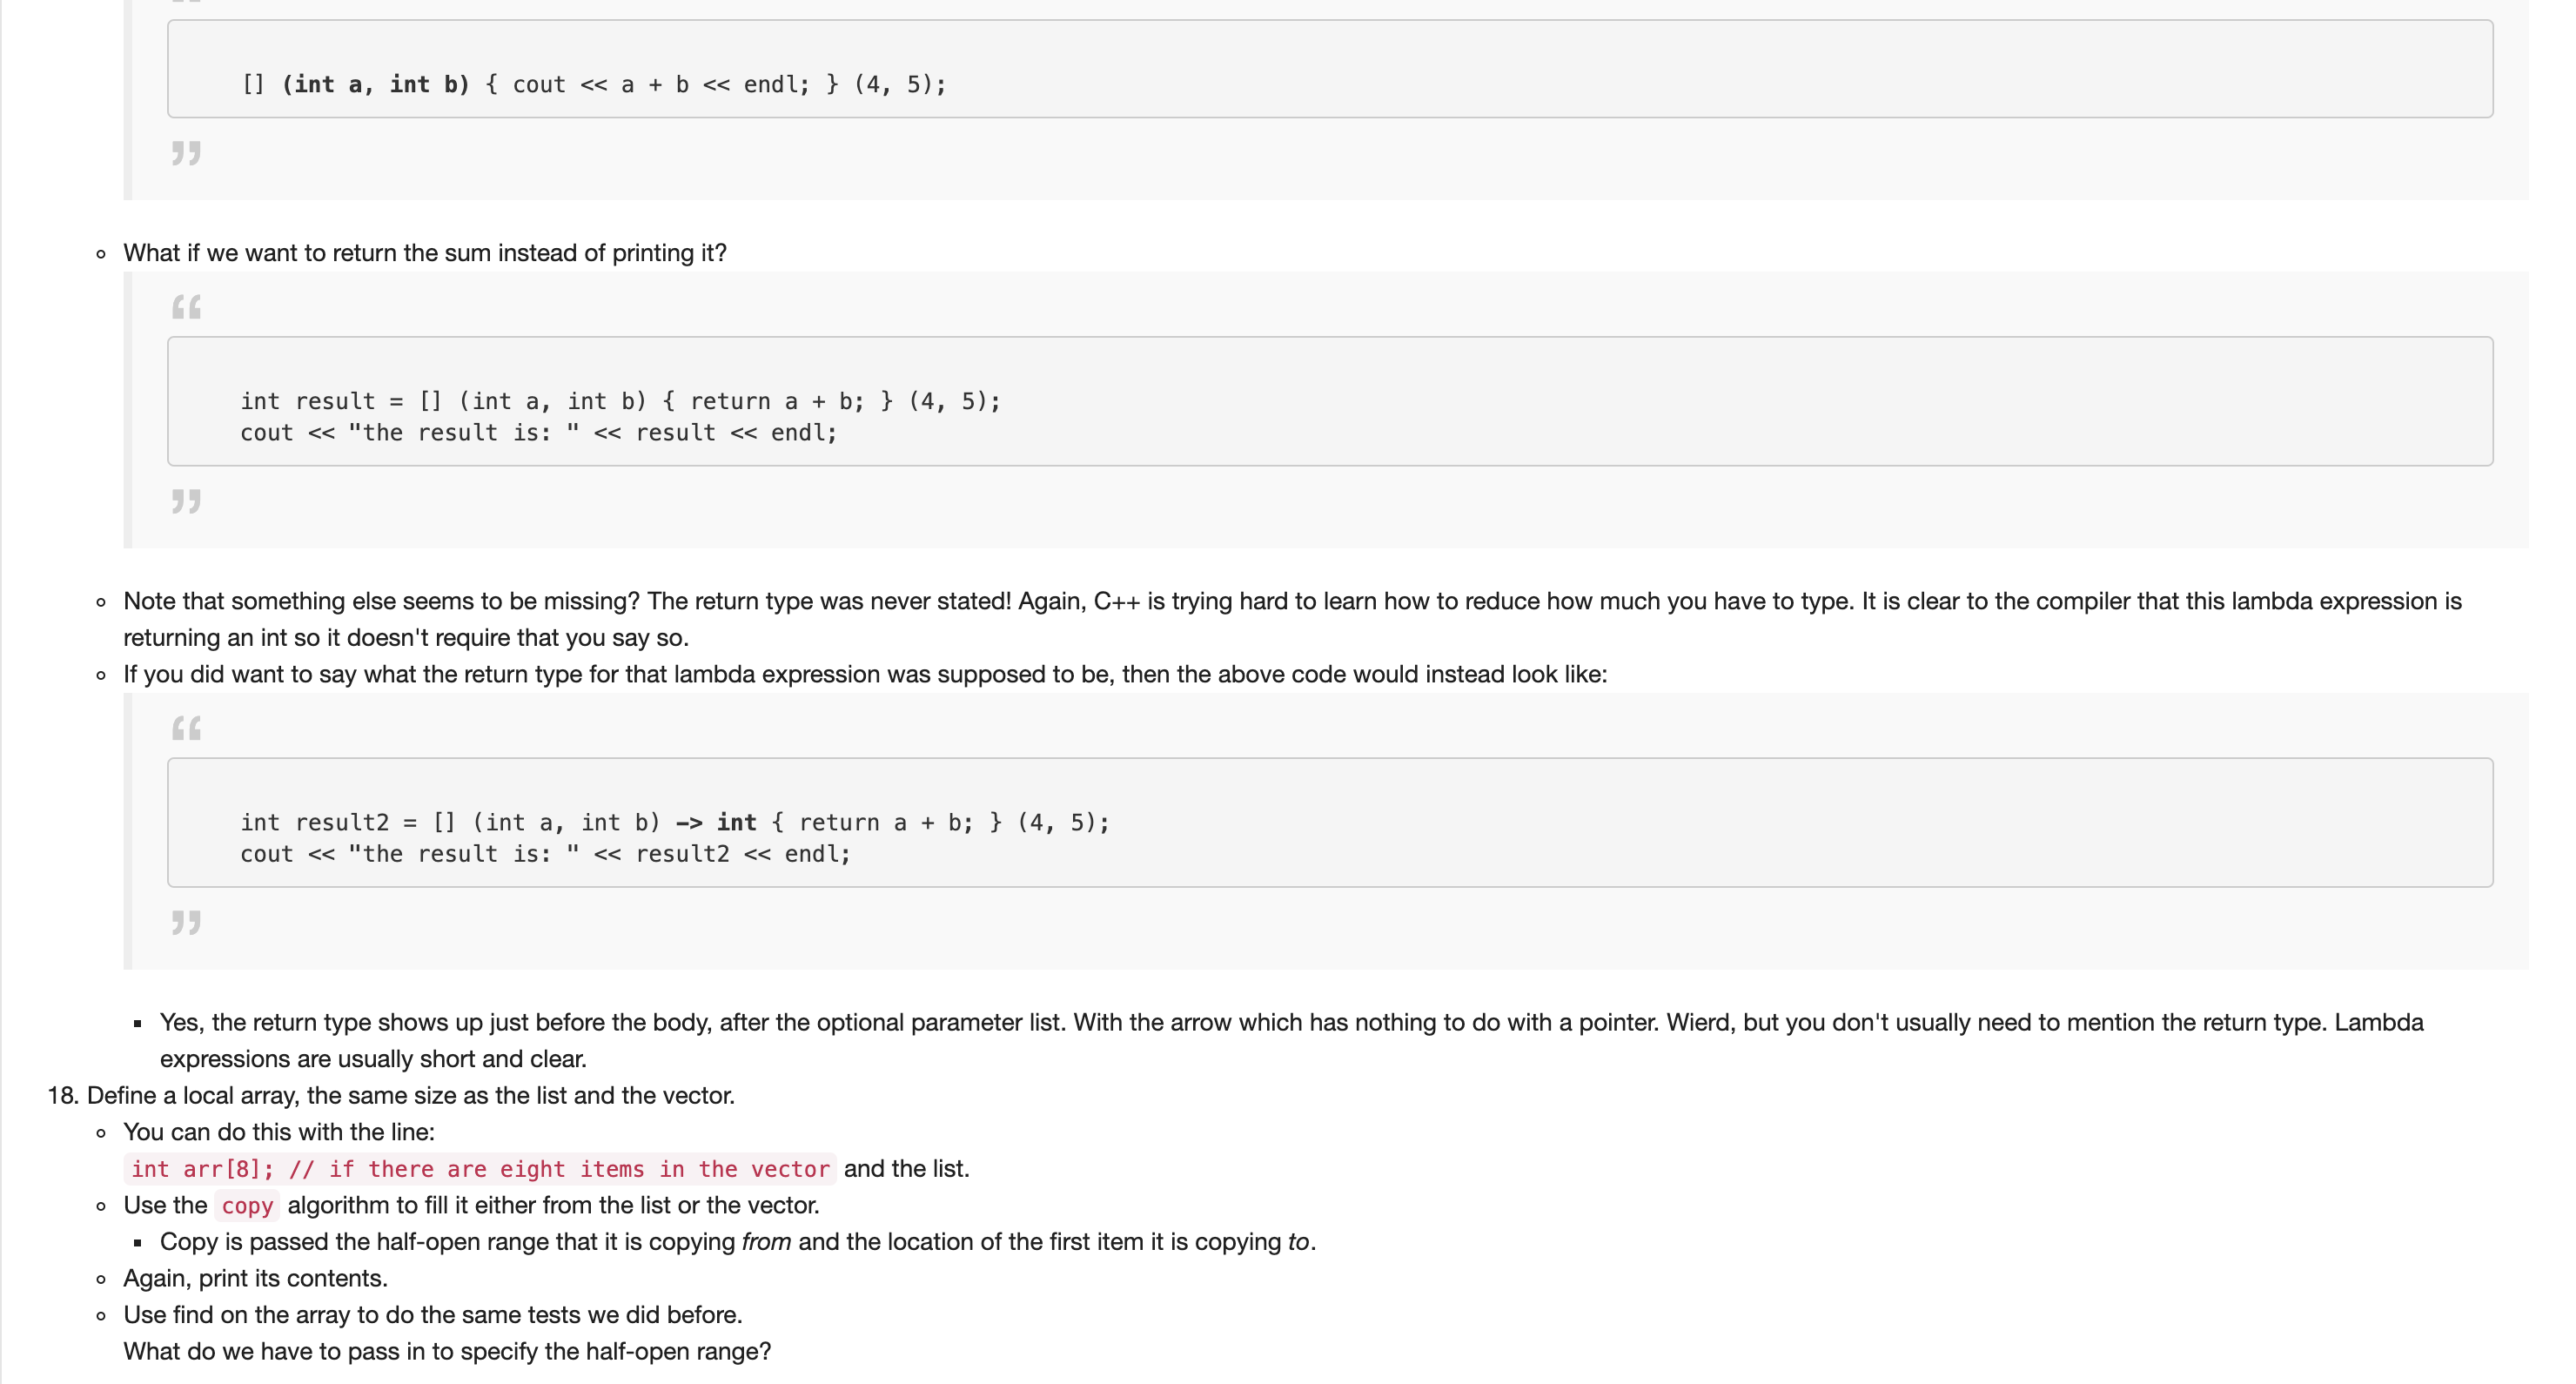 [] (int a, int b) { cout << a + b << endl; } (4, 5);
”
◦ What if we want to return the sum instead of printing it?
“
int result = [] (int a, int b) { return a + b; } (4, 5);
cout << "the result is: " << result << endl;
”
◦ Note that something else seems to be missing? The return type was never stated! Again, C++ is trying hard to learn how to reduce how much you have to type. It is clear to the compiler that this lambda expression is
returning an int so it doesn't require that you say so.
◦ If you did want to say what the return type for that lambda expression was supposed to be, then the above code would instead look like:
“
int result2 = [] (int a, int b) –> int { return a + b; } (4, 5);
cout << "the result is: " << result2 << endl;
”
▪ Yes, the return type shows up just before the body, after the optional parameter list. With the arrow which has nothing to do with a pointer. Wierd, but you don't usually need to mention the return type. Lambda
expressions are usually short and clear.
18. Define a local array, the same size as the list and the vector.
◦ You can do this with the line:
int arr[8]; // if there are eight items in the vector and the list.
◦ Use the copy algorithm to fill it either from the list or the vector.
▪ Copy is passed the half-open range that it is copying from and the location of the first item it is copying to.
◦ Again, print its contents.
◦ Use find on the array to do the same tests we did before.
What do we have to pass in to specify the half-open range?